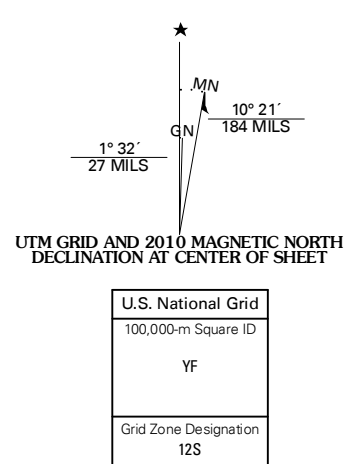 ★
MN
GN
10° 21´
184 MILS
1° 32´
27 MILS
UTM GRID AND 2010 MAGNETIC NORTH
DECLINATION AT CENTER OF SHEET
U.S. National Grid
100,000-m Square ID
YF
Grid Zone Designation
12S